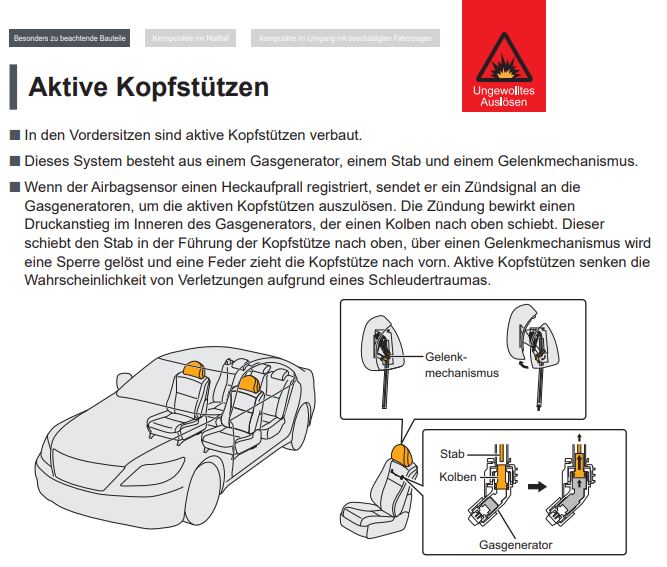 Besonders zu beachtende Bauteile
Kernpunkte im Notfall
Kernpunkte im Umgang mit beschädigten Fahrzeugen
Ungewolltes
Auslösen
Aktive Kopfstützen
■ In den Vordersitzen sind aktive Kopfstützen verbaut.
■ Dieses System besteht aus einem Gasgenerator, einem Stab und einem Gelenkmechanismus.
■ Wenn der Airbagsensor einen Heckaufprall registriert, sendet er ein Zündsignal an die
Gasgeneratoren, um die aktiven Kopfstützen auszulösen. Die Zündung bewirkt einen
Druckanstieg im Inneren des Gasgenerators, der einen Kolben nach oben schiebt. Dieser
schiebt den Stab in der Führung der Kopfstütze nach oben, über einen Gelenkmechanismus wird
eine Sperre gelöst und eine Feder zieht die Kopfstütze nach vorn. Aktive Kopfstützen senken die
Wahrscheinlichkeit von Verletzungen aufgrund eines Schleudertraumas.
Gelenk-
mechanismus
Stab
Kolben
Gasgenerator